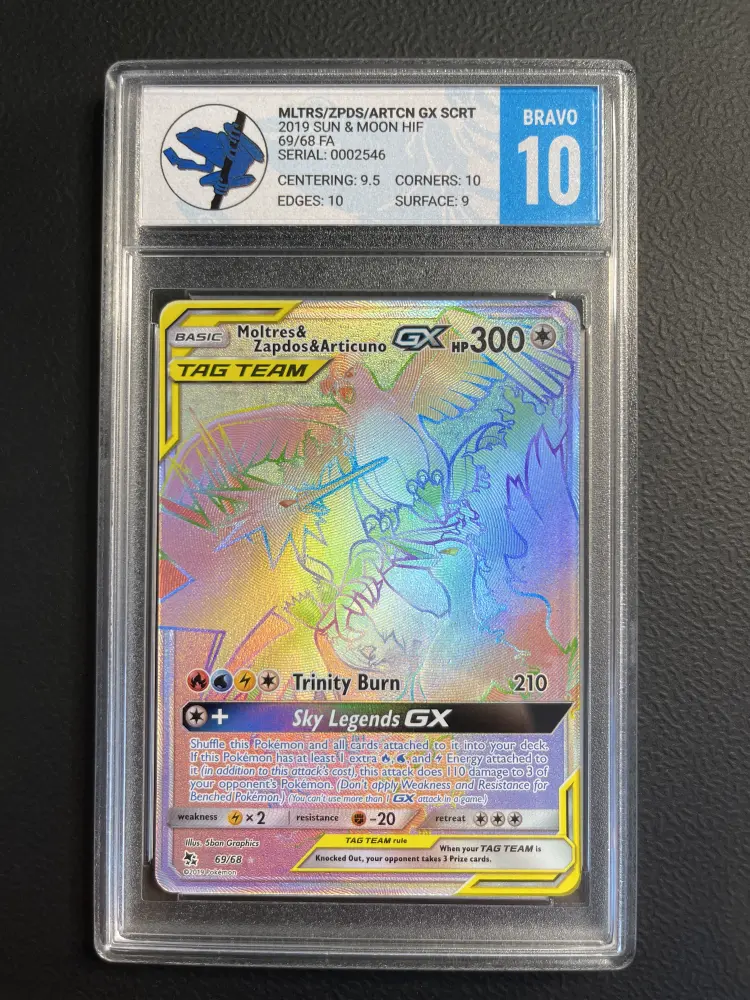 MLTRS/ZPDS/ARTCN GX SCRT
2019 SUN & MOON HIF
69/68 FA
SERIAL: 0002546
CENTERING: 9.5 CORNERS: 10
EDGES: 10 SURFACE: 9
BRAVO
10
BASIC
Moltres&
Zapdos&Articuno GX HP300
TAG TEAM
Trinity Burn 210
+ Sky Legends GX
Shuffle this Pokémon and all cards attached to it into your deck.
If this Pokémon has at least 1 extra , , and Energy attached to
it (in addition to this attack's cost), this attack does 110 damage to 3 of
your opponent's Pokémon. (Don't apply Weakness and Resistance for
Benched Pokémon.) (You can't use more than 1 GX attack in a game.)
weakness ×2 resistance -20 retreat
Illus. 5ban Graphics
69/68
©2019 Pokémon
TAG TEAM rule
When your TAG TEAM is
Knocked Out, your opponent takes 3 Prize cards.